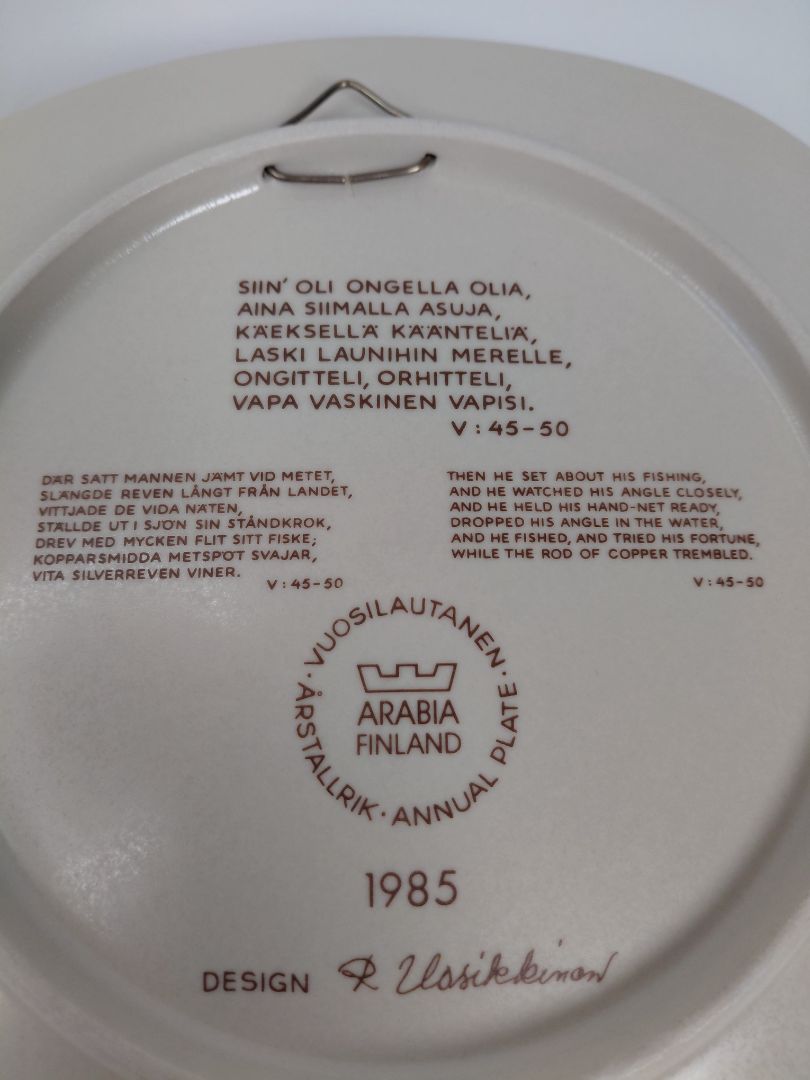 SIIN' OLI ONGELLA OLIA,
AINA SIIMALLA ASUJA,
KÄEKSELLÄ KÄÄNTELIÄ,
LASKI LAUNIHIN MERELLE,
ONGITTELI, ORHITTELI,
VAPA VASKINEN VAPISI.
V : 45-50
DÄR SATT MANNEN JÄMT VID METET,
SLÄNGDE REVEN LÅNGT FRÅN LANDET,
VITTJADE DE VIDA NÄTEN,
STÄLLDE UT I SJÖN SIN STÅNDKROK,
DREV MED MYCKEN FLIT SITT FISKE;
KOPPARSMIDDA METSPÖT SVAJAR,
VITA SILVERREVEN VINER.
V : 45-50
THEN HE SET ABOUT HIS FISHING,
AND HE WATCHED HIS ANGLE CLOSELY,
AND HE HELD HIS HAND-NET READY,
DROPPED HIS ANGLE IN THE WATER,
AND HE FISHED, AND TRIED HIS FORTUNE,
WHILE THE ROD OF COPPER TREMBLED.
V : 45-50
· VUOSILAUTANEN ·
ÅRSTALLRIK · ANNUAL PLATE
ARABIA
FINLAND
1985
DESIGN R Uosikkinen